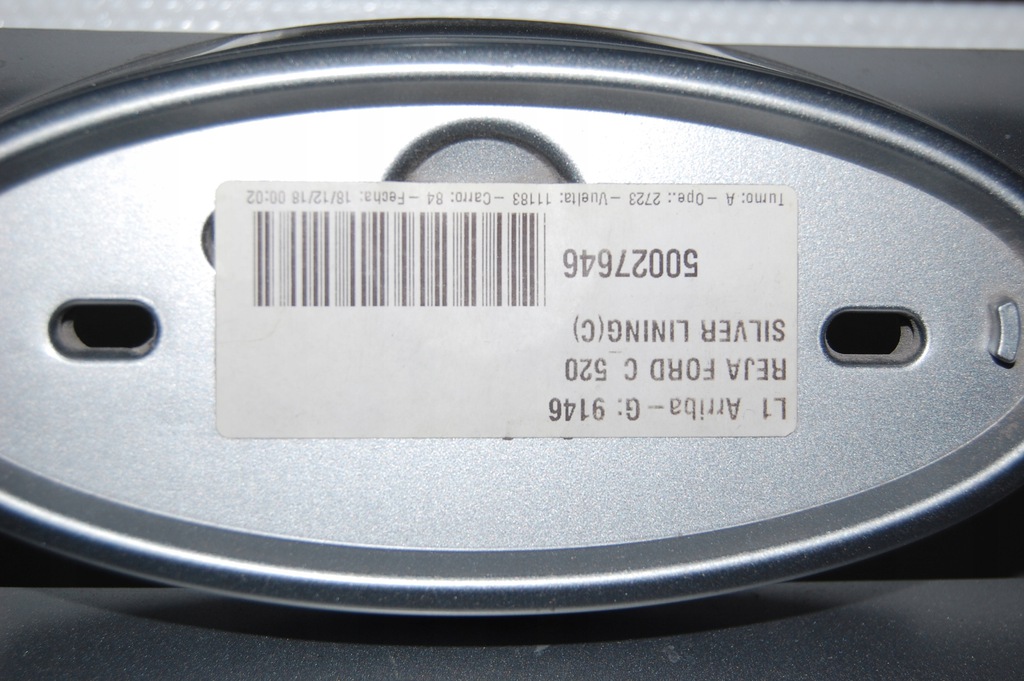 L1 Arriba - G: 9146
REJA FORD C 520
SILVER LINING(C)
50027646
Turno: A - Ope.: 2723 - Vuelta: 11183 - Carro: 84 - Fecha: 18/12/18 00:02